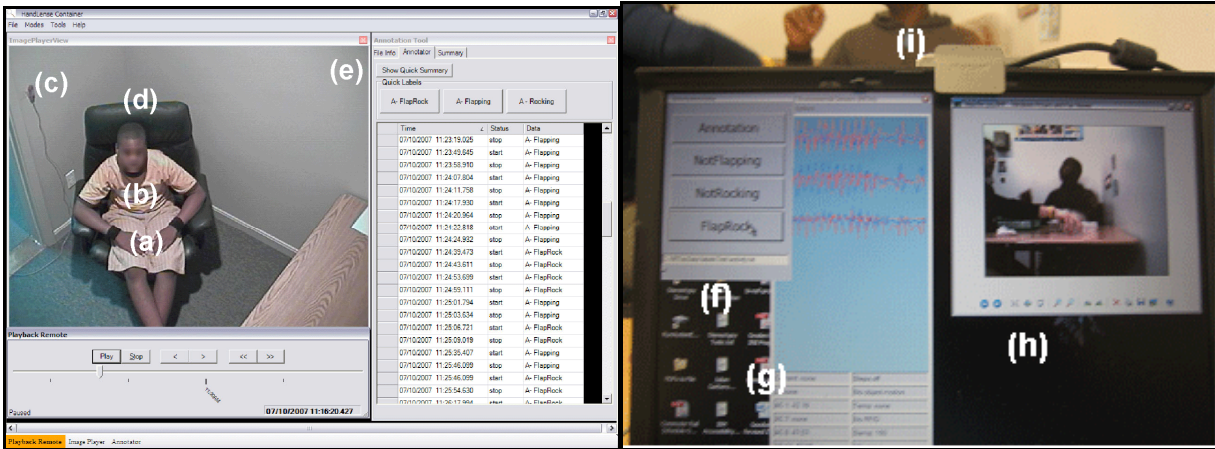 HandLense Container
File Modes Tools Help
ImagePlayerView
(c)
(d)
(e)
(b)
(a)
Playback Remote
Play Stop < > << >>
Paused
07/10/2007 11:16:20.427
Annotation Tool
File Info Annotator Summary
Show Quick Summary
Quick Labels
A- FlapRock A- Flapping A - Rocking
Time Status Data
07/10/2007 11:23:19.025 stop A- Flapping
07/10/2007 11:23:49.645 start A- Flapping
07/10/2007 11:23:58.910 stop A- Flapping
07/10/2007 11:24:07.804 start A- Flapping
07/10/2007 11:24:11.758 stop A- Flapping
07/10/2007 11:24:17.930 start A- Flapping
07/10/2007 11:24:20.964 stop A- Flapping
07/10/2007 11:24:22.818 start A- Flapping
07/10/2007 11:24:24.932 stop A- Flapping
07/10/2007 11:24:39.473 start A- FlapRock
07/10/2007 11:24:43.611 stop A- FlapRock
07/10/2007 11:24:53.699 start A- FlapRock
07/10/2007 11:24:59.111 stop A- FlapRock
07/10/2007 11:25:01.794 start A- Flapping
07/10/2007 11:25:03.634 stop A- Flapping
07/10/2007 11:25:06.721 start A- FlapRock
07/10/2007 11:25:09.019 stop A- FlapRock
07/10/2007 11:25:35.407 start A- Flapping
07/10/2007 11:25:46.099 stop A- Flapping
07/10/2007 11:25:46.099 start A- FlapRock
07/10/2007 11:25:54.630 stop A- FlapRock
07/10/2007 11:26:17.994 start A- FlapRock
Playback Remote Image Player Annotator
(i)
Annotation
NotFlapping
NotRocking
FlapRock
(f)
(g)
(h)